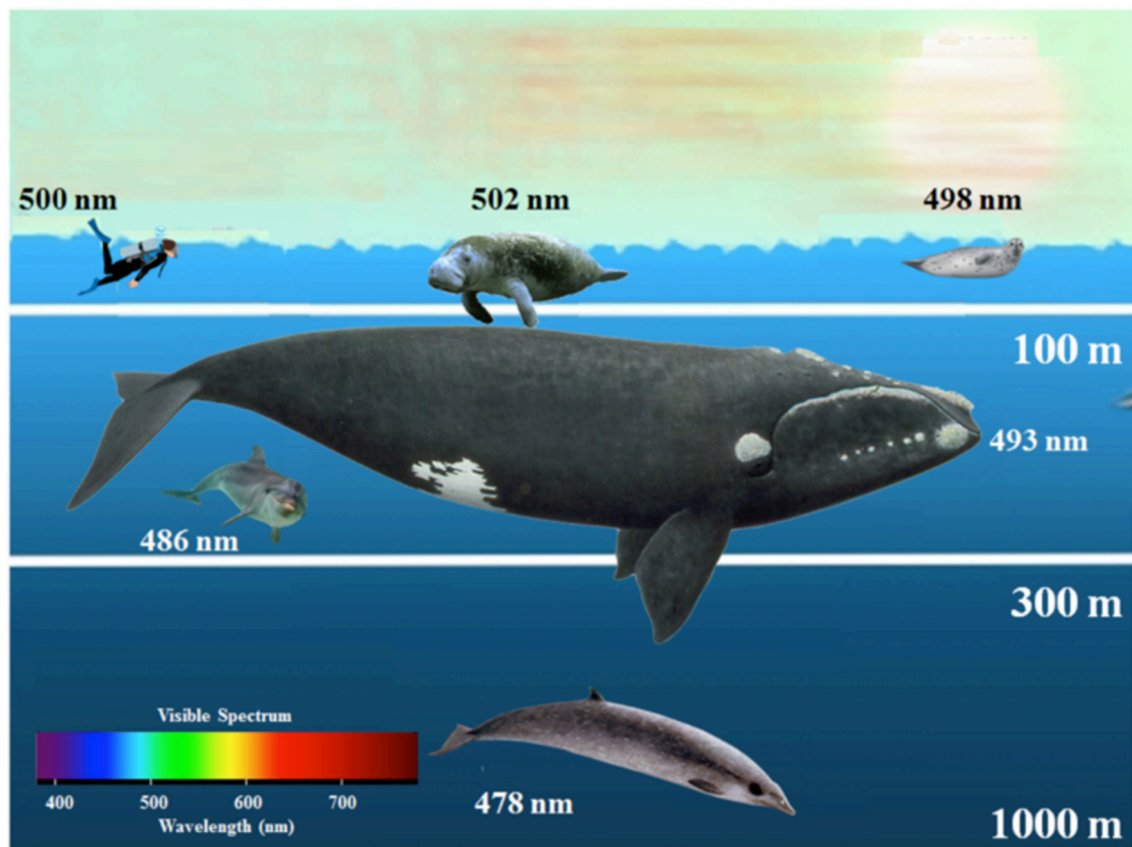 500 nm
502 nm
498 nm
100 m
493 nm
486 nm
300 m
Visible Spectrum
400 500 600 700
Wavelength (nm)
478 nm
1000 m